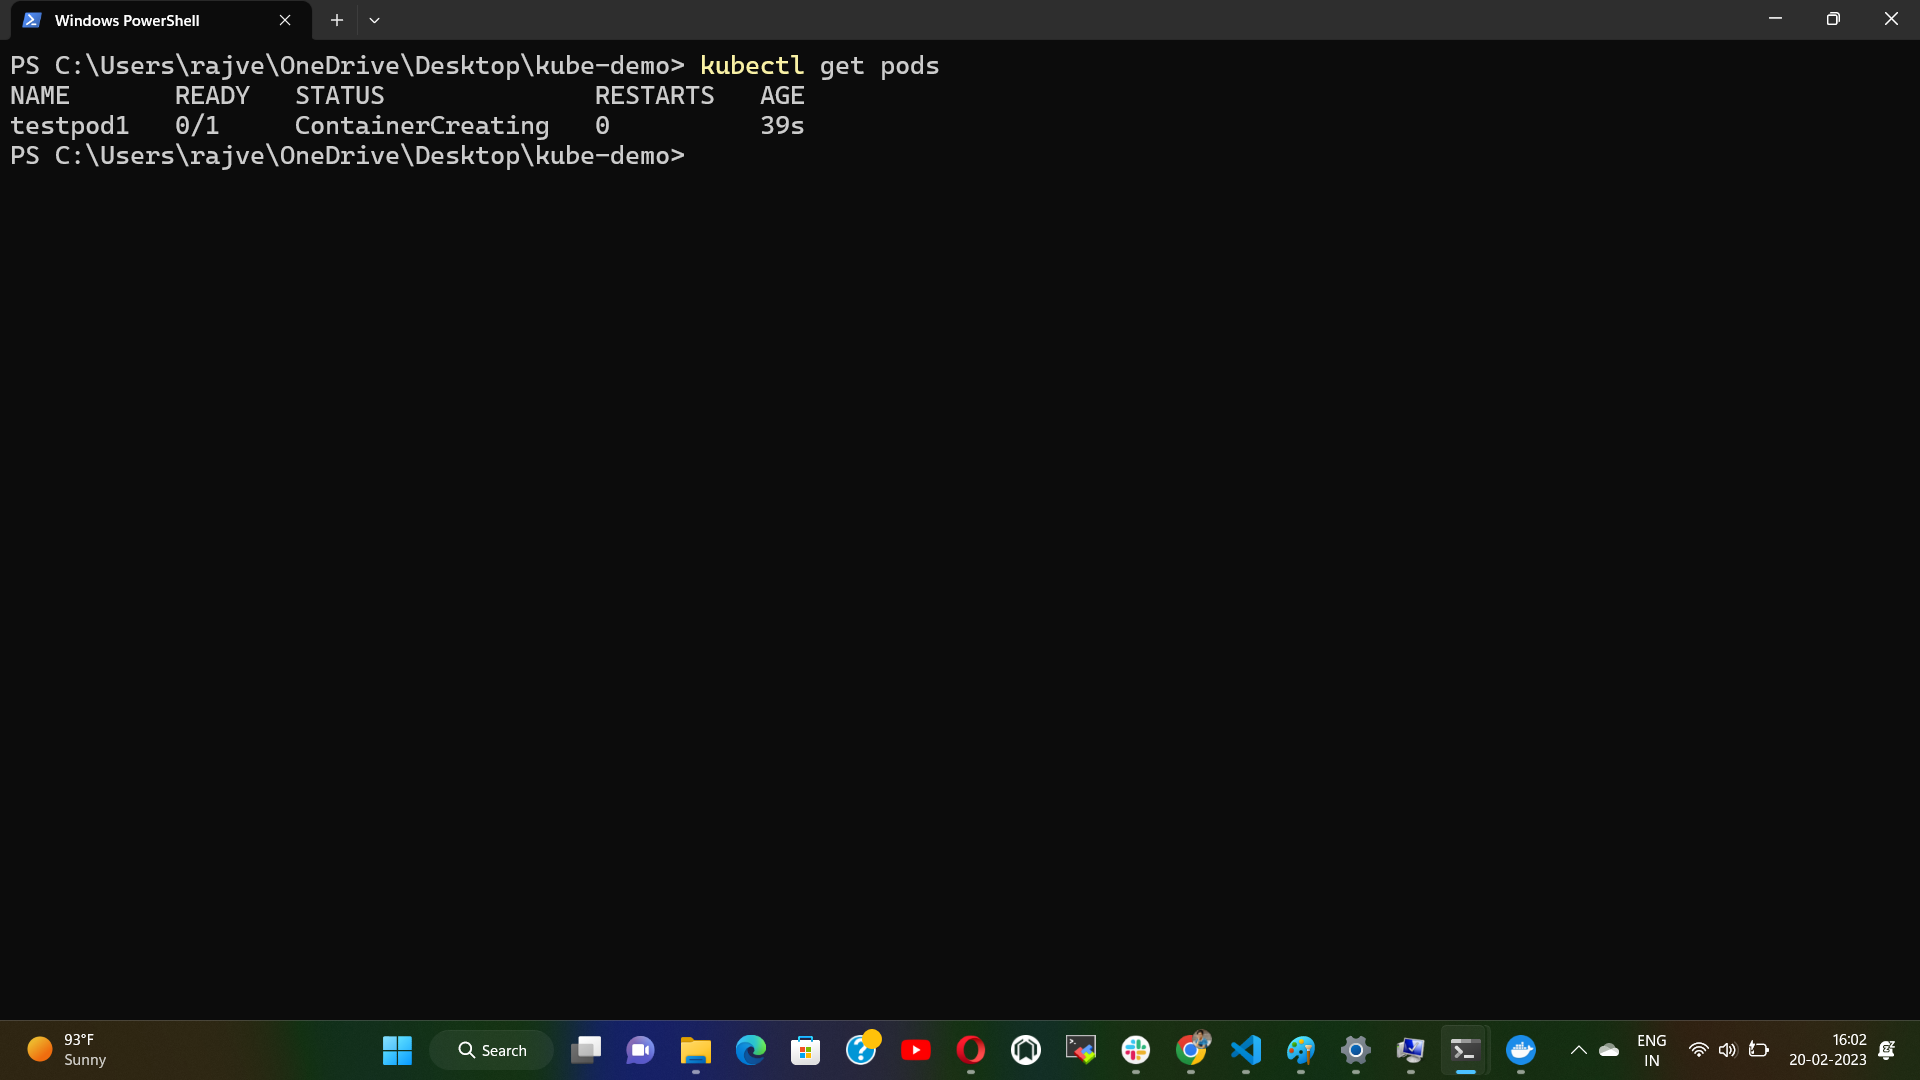 Windows PowerShell
PS C:\Users\rajve\OneDrive\Desktop\kube-demo> kubectl get pods
NAME       READY   STATUS              RESTARTS   AGE
testpod1   0/1     ContainerCreating   0          39s
PS C:\Users\rajve\OneDrive\Desktop\kube-demo>
93°F
Sunny
Search
ENG
IN
16:02
20-02-2023